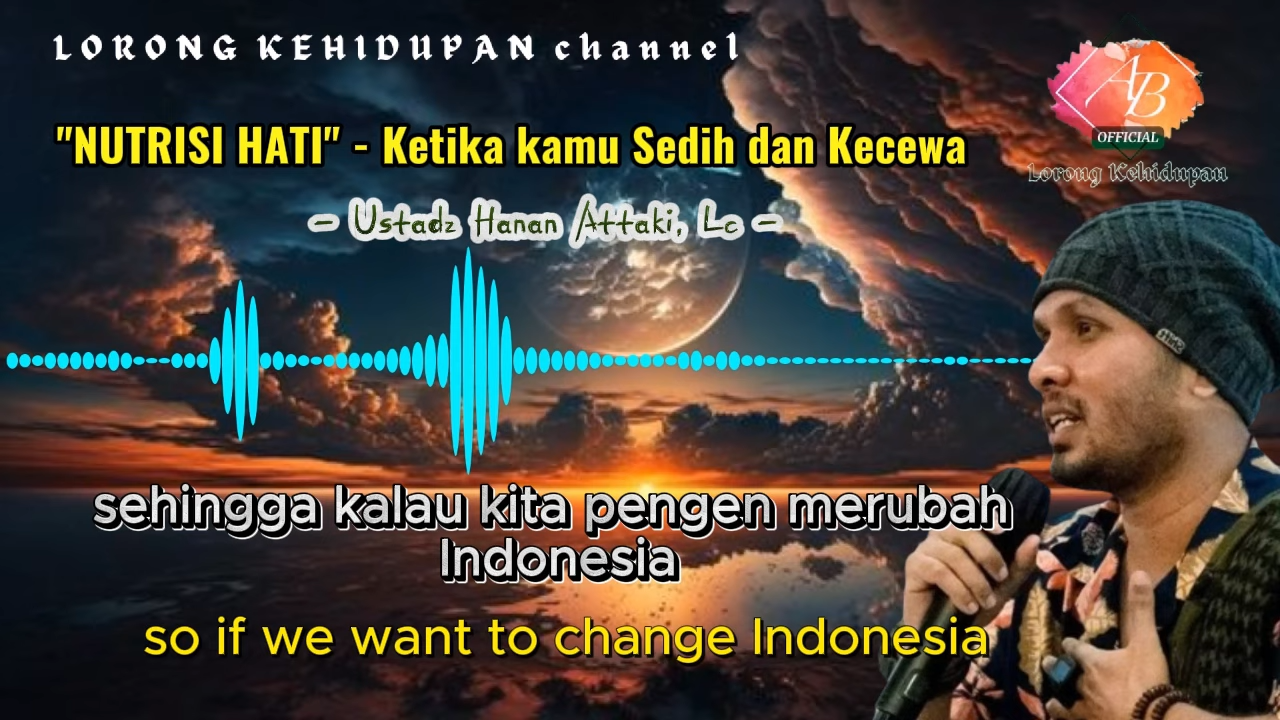 LORONG KEHIDUPAN channel
AB
OFFICIAL
Lorong Kehidupan
"NUTRISI HATI" - Ketika kamu Sedih dan Kecewa
- Ustadz Hanan Attaki, Lc -
sehingga kalau kita pengen merubah
Indonesia
so if we want to change Indonesia